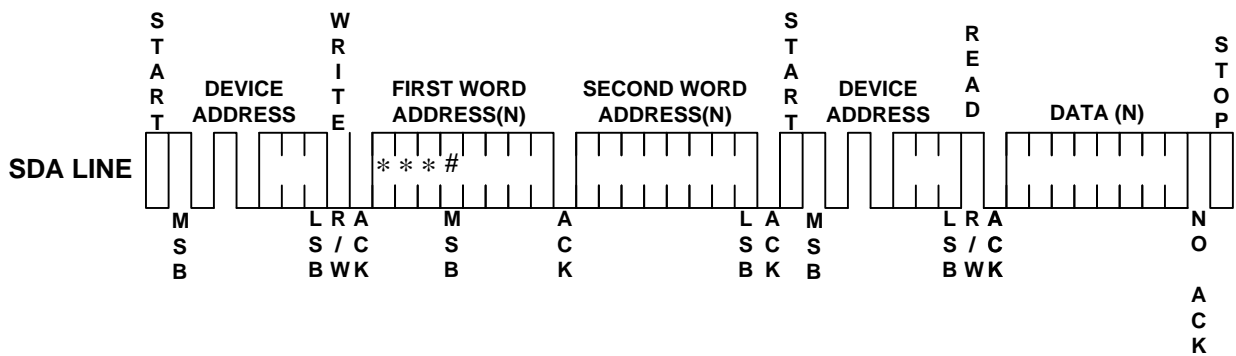 START
WRITE
START
READ
STOP
DEVICE
ADDRESS
FIRST WORD
ADDRESS(N)
SECOND WORD
ADDRESS(N)
DEVICE
ADDRESS
DATA (N)
SDA LINE
* * * #
MSB
LSB
R/W
ACK
MSB
ACK
LSB
ACK
MSB
LSB
R/W
ACK
NO ACK